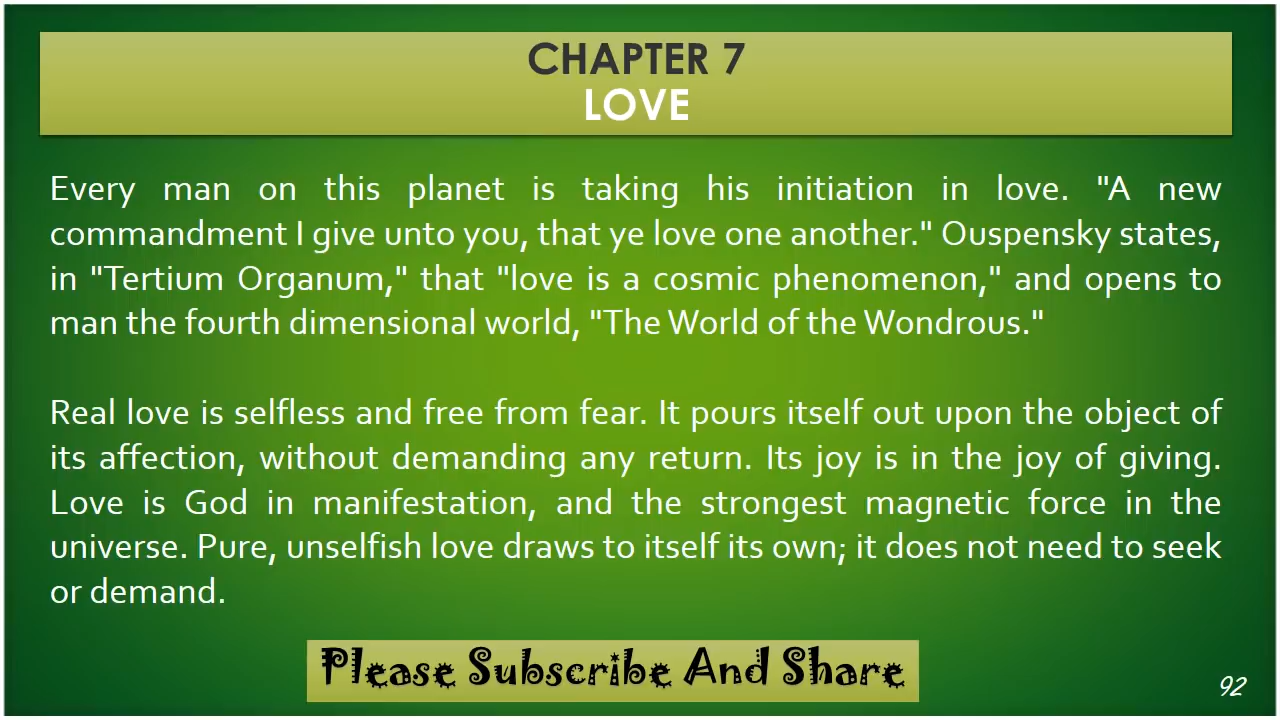 CHAPTER 7
LOVE
Every man on this planet is taking his initiation in love. "A new
commandment I give unto you, that ye love one another." Ouspensky states,
in "Tertium Organum," that "love is a cosmic phenomenon," and opens to
man the fourth dimensional world, "The World of the Wondrous."
Real love is selfless and free from fear. It pours itself out upon the object of
its affection, without demanding any return. Its joy is in the joy of giving.
Love is God in manifestation, and the strongest magnetic force in the
universe. Pure, unselfish love draws to itself its own; it does not need to seek
or demand.
Please Subscribe And Share
92